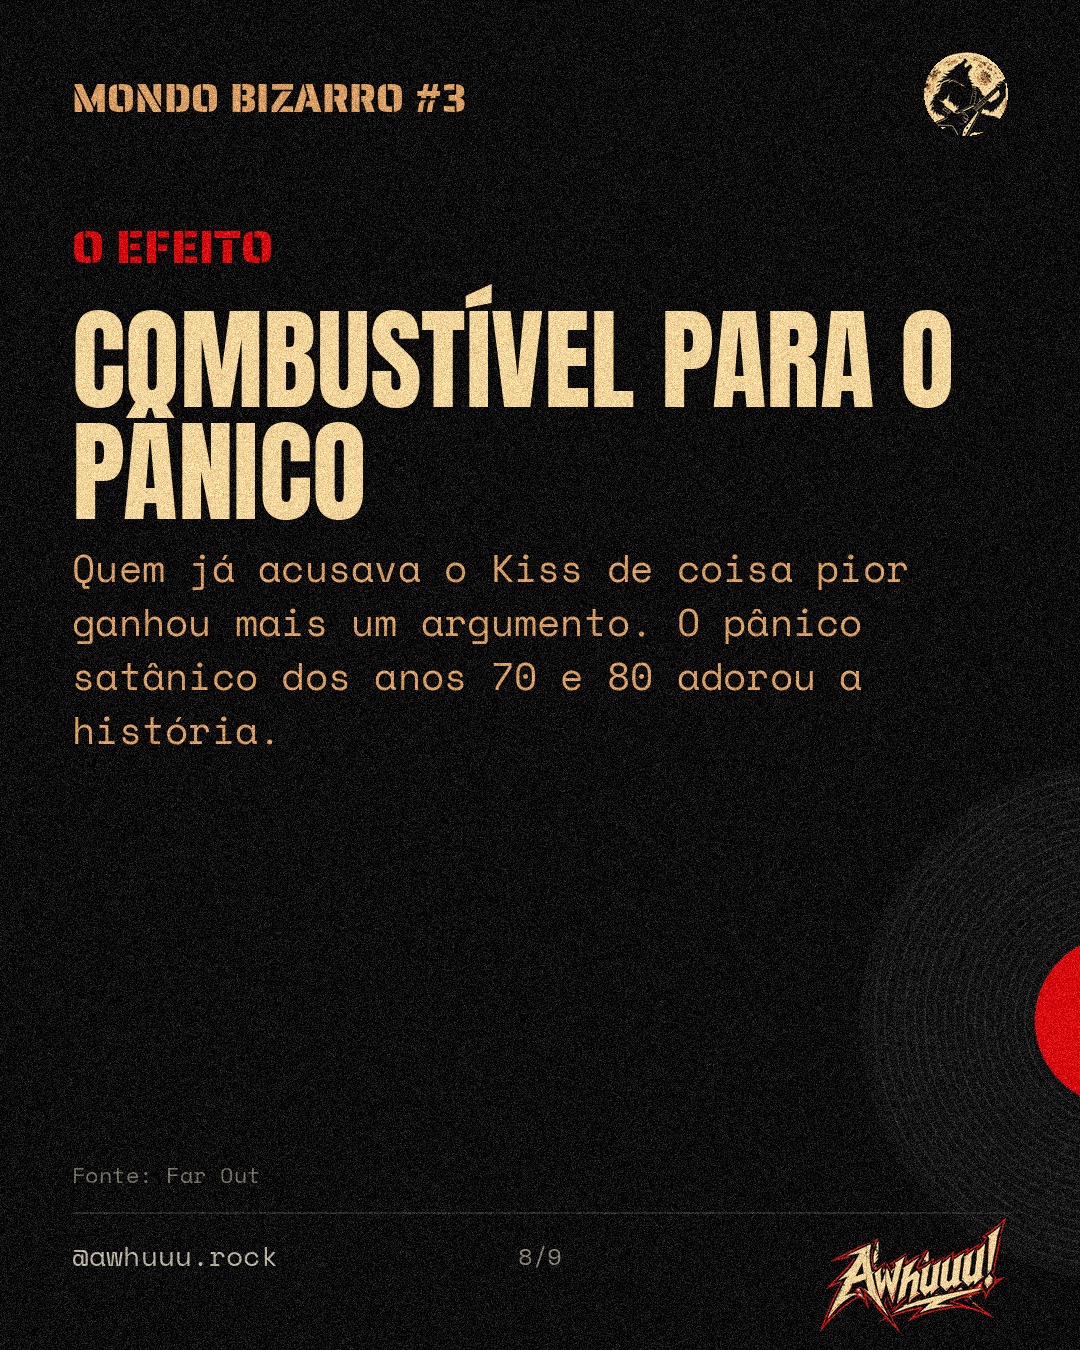 MONDO BIZARRO #3
O EFEITO
COMBUSTÍVEL PARA O
PÂNICO
Quem já acusava o Kiss de coisa pior
ganhou mais um argumento. O pânico
satânico dos anos 70 e 80 adorou a
história.
Fonte: Far Out
@awhuuu.rock
8/9
Awhuuu!